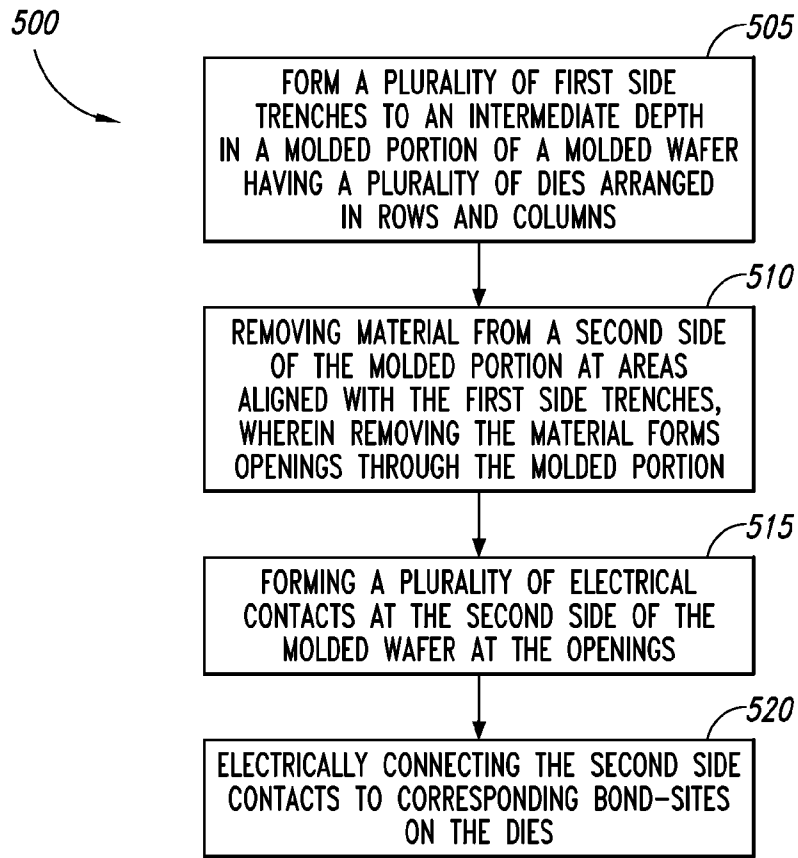 500
505
FORM A PLURALITY OF FIRST SIDE
TRENCHES TO AN INTERMEDIATE DEPTH
IN A MOLDED PORTION OF A MOLDED WAFER
HAVING A PLURALITY OF DIES ARRANGED
IN ROWS AND COLUMNS
510
REMOVING MATERIAL FROM A SECOND SIDE
OF THE MOLDED PORTION AT AREAS
ALIGNED WITH THE FIRST SIDE TRENCHES,
WHEREIN REMOVING THE MATERIAL FORMS
OPENINGS THROUGH THE MOLDED PORTION
515
FORMING A PLURALITY OF ELECTRICAL
CONTACTS AT THE SECOND SIDE OF THE
MOLDED WAFER AT THE OPENINGS
520
ELECTRICALLY CONNECTING THE SECOND SIDE
CONTACTS TO CORRESPONDING BOND-SITES
ON THE DIES